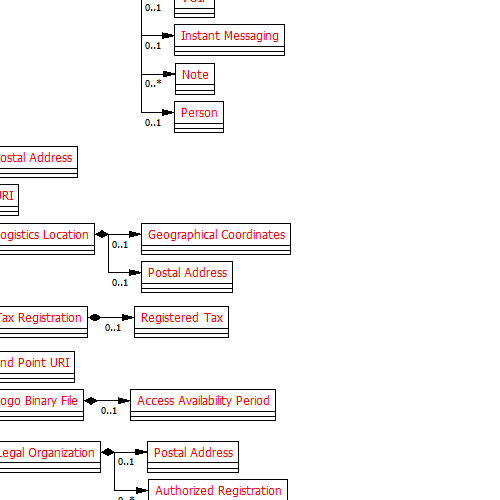 0..1
Instant Messaging
0..1
Note
0..*
Person
0..1
ostal Address
URI
ogistics Location
Geographical Coordinates
0..1
Postal Address
0..1
Tax Registration
Registered Tax
0..1
nd Point URI
ogo Binary File
Access Availability Period
0..1
Legal Organization
Postal Address
0..1
Authorized Registration
0..*